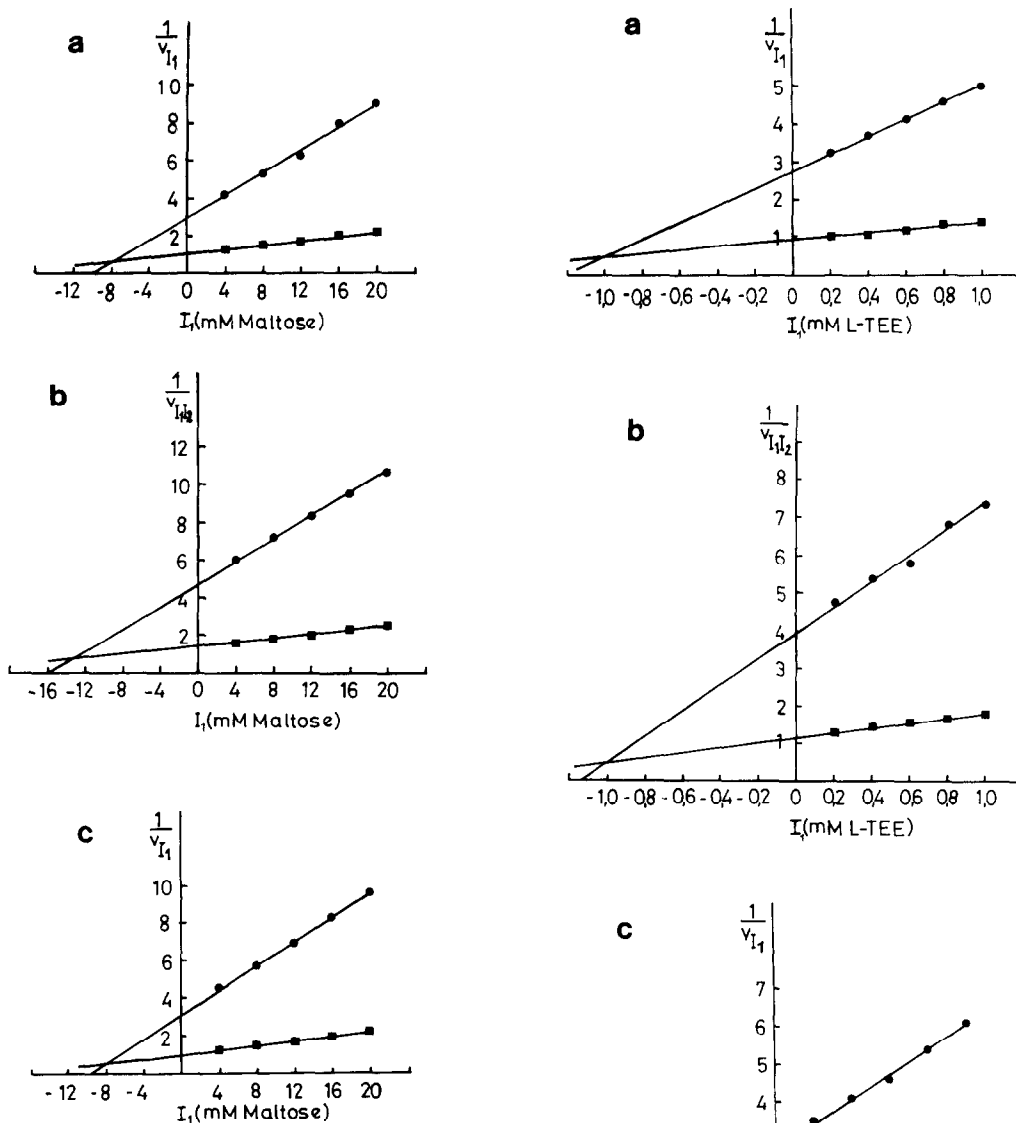 a
1
v I₁
10
8
6
4
2
-12 -8 -4 0 4 8 12 16 20
I₁(mM Maltose)
b
1
v I₁I₂
12
10
8
6
4
2
-16 -12 -8 -4 0 4 8 12 16 20
I₁(mM Maltose)
c
1
v I₁
10
8
6
4
2
-12 -8 -4 4 8 12 16 20
I₁(mM Maltose)
a
1
v I₁
5
4
3
2
1
-1,0 -0,8 -0,6 -0,4 -0,2 0 0,2 0,4 0,6 0,8 1,0
I₁(mM L-TEE)
b
1
v I₁I₂
8
7
6
5
4
3
2
1
-1,0 -0,8 -0,6 -0,4 -0,2 0 0,2 0,4 0,6 0,8 1,0
I₁(mM L-TEE)
c
1
v I₁
7
6
5
4